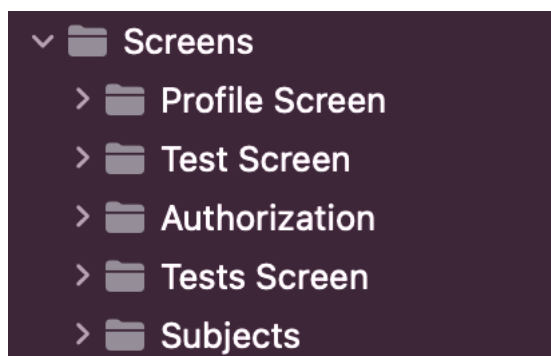 Screens
Profile Screen
Test Screen
Authorization
Tests Screen
Subjects